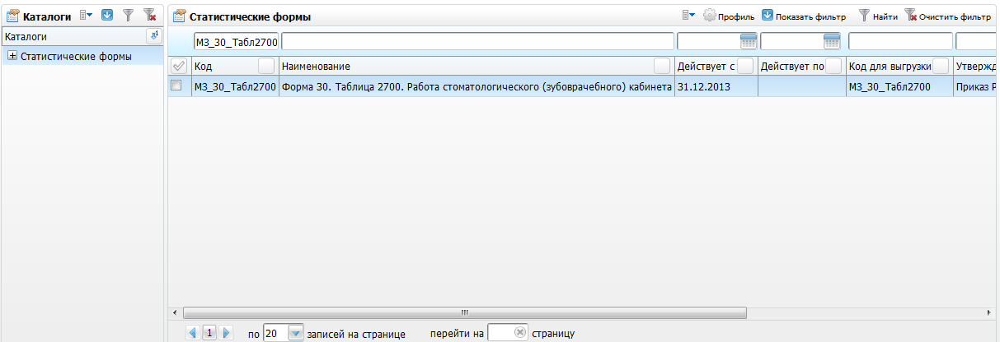 Каталоги
Каталоги
Статистические формы
Статистические формы
Профиль Показать фильтр Найти Очистить фильтр
МЗ_30_Табл2700
Код Наименование Действует с Действует по Код для выгрузки Утвержд
МЗ_30_Табл2700 Форма 30. Таблица 2700. Работа стоматологического (зубоврачебного) кабинета 31.12.2013 МЗ_30_Табл2700 Приказ Р
1 по 20 записей на странице перейти на страницу